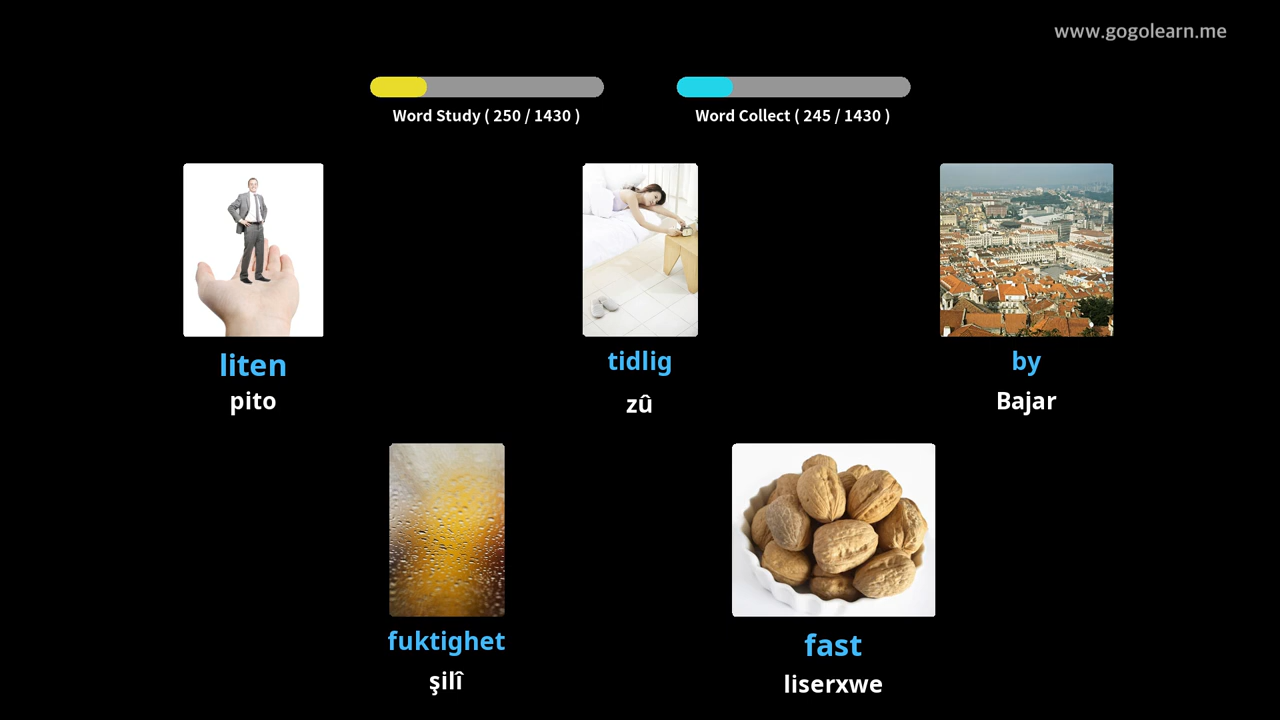 www.gogolearn.me
Word Study ( 250 / 1430 )
Word Collect ( 245 / 1430 )
liten
pito
tidlig
zû
by
Bajar
fuktighet
şilî
fast
liserxwe